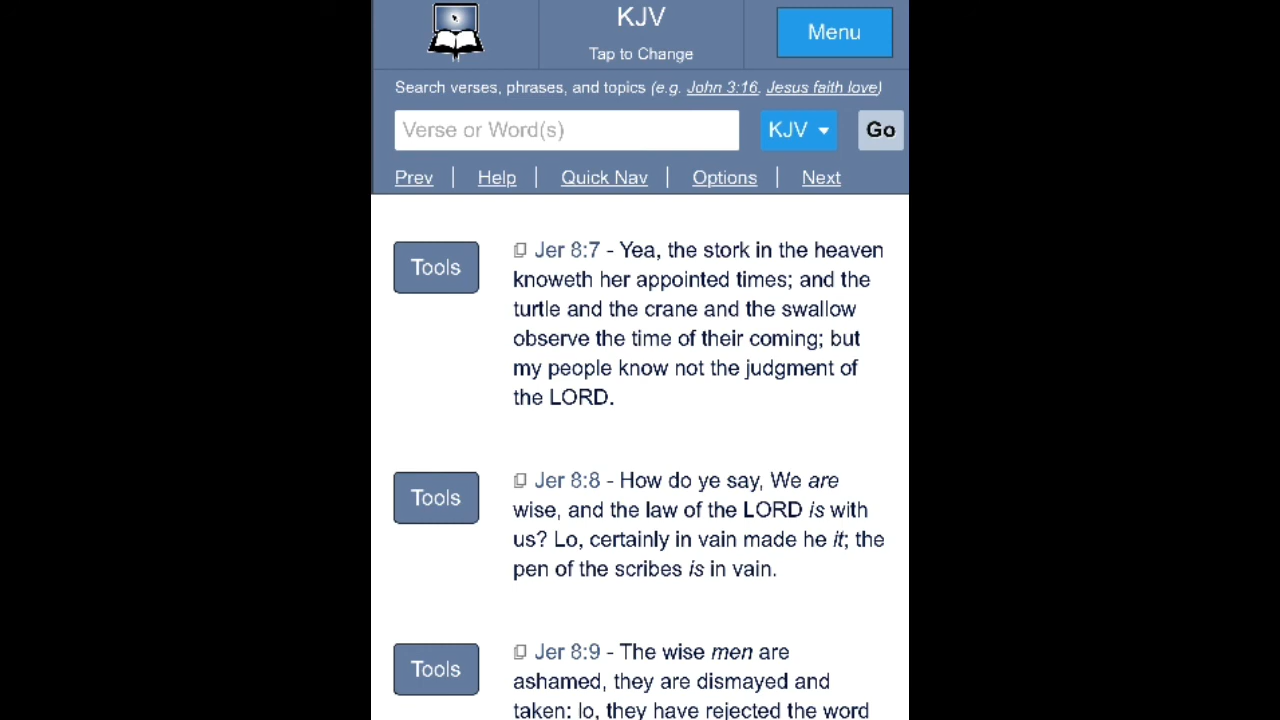 KJV
Tap to Change
Menu
Search verses, phrases, and topics (e.g. John 3:16, Jesus faith love)
Verse or Word(s)
KJV
Go
Prev | Help | Quick Nav | Options | Next
Tools
Jer 8:7 - Yea, the stork in the heaven
knoweth her appointed times; and the
turtle and the crane and the swallow
observe the time of their coming; but
my people know not the judgment of
the LORD.
Tools
Jer 8:8 - How do ye say, We are
wise, and the law of the LORD is with
us? Lo, certainly in vain made he it; the
pen of the scribes is in vain.
Tools
Jer 8:9 - The wise men are
ashamed, they are dismayed and
taken: lo, they have rejected the word